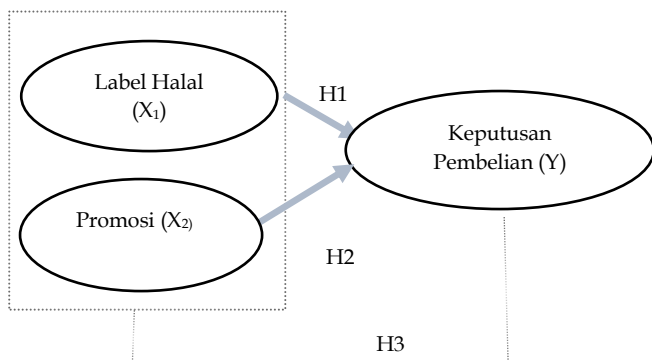 Label Halal
(X₁)
H1
Keputusan
Pembelian (Y)
Promosi (X₂₎
H2
H3